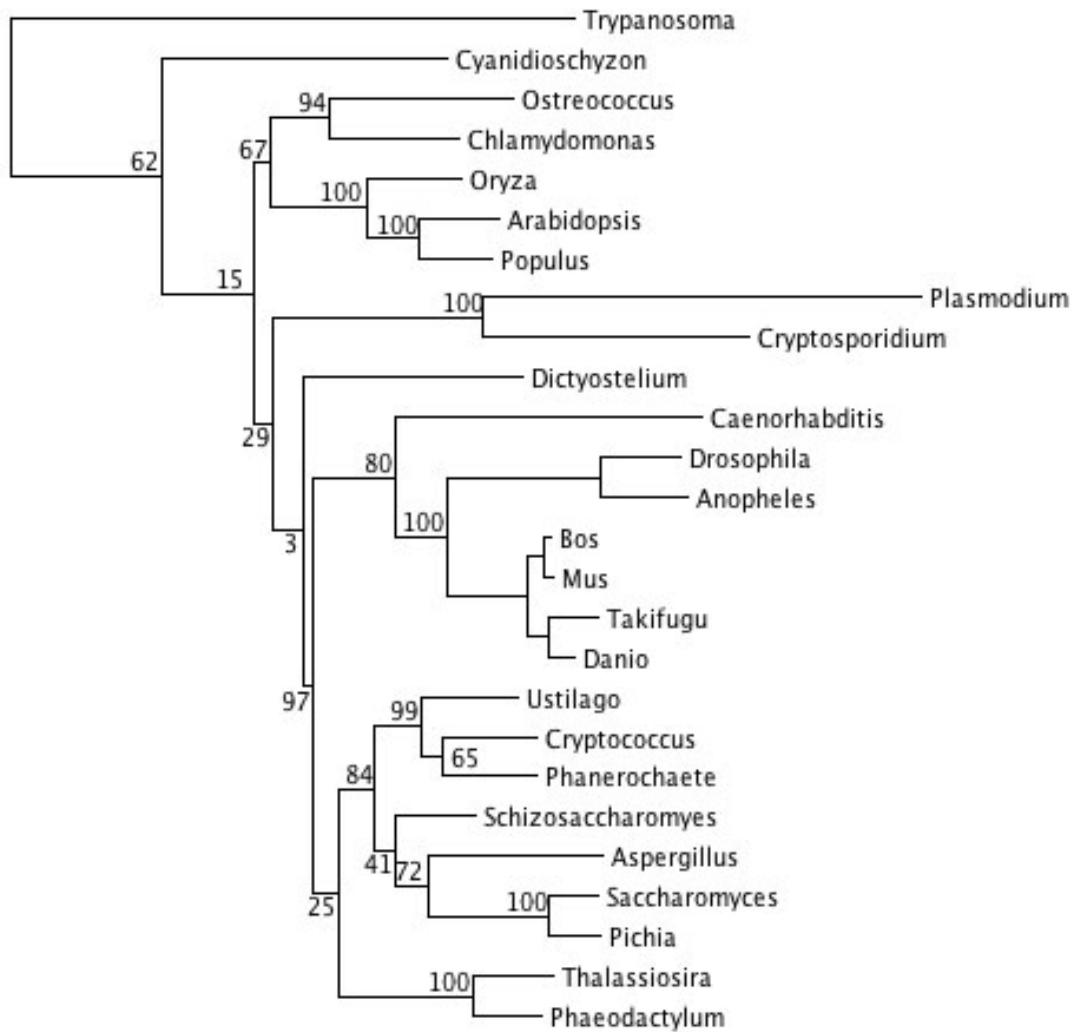 Trypanosoma
Cyanidioschyzon
94 Ostreococcus
Chlamydomonas
67
62
Oryza
100
Arabidopsis
100
Populus
15
Plasmodium
100
Cryptosporidium
Dictyostelium
Caenorhabditis
29
Drosophila
80
Anopheles
100
Bos
3
Mus
Takifugu
Danio
97
Ustilago
99
Cryptococcus
65
Phanerochaete
84
Schizosaccharomyes
Aspergillus
41 72
Saccharomyces
100
25
Pichia
Thalassiosira
100
Phaeodactylum